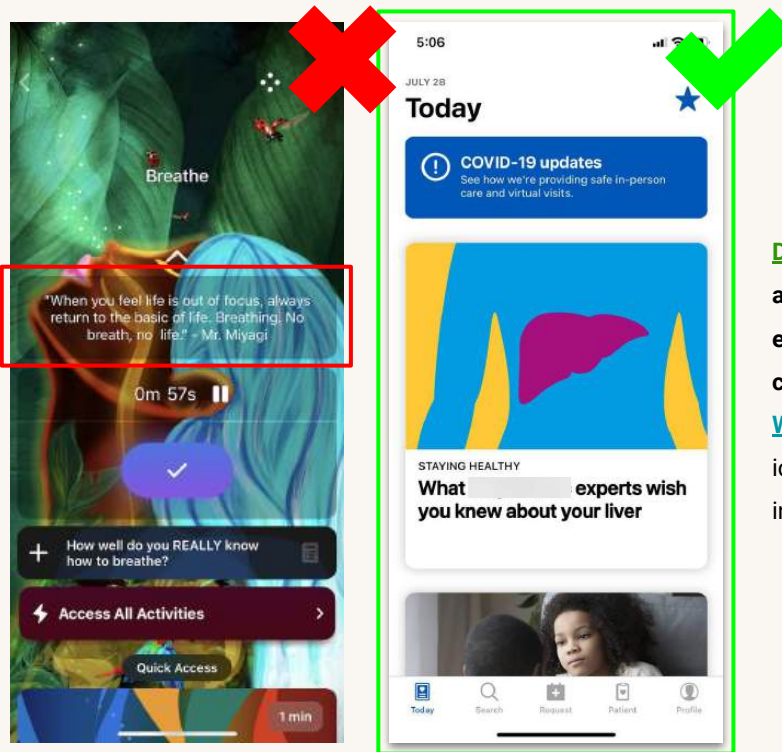 Breathe
"When you feel life is out of focus, always
return to the basic of life. Breathing. No
breath, no life." - Mr. Miyagi
0m 57s
How well do you REALLY know
how to breathe?
Access All Activities
Quick Access
1 min
5:06
JULY 28
Today
COVID-19 updates
See how we're providing safe in-person
care and virtual visits.
STAYING HEALTHY
What experts wish
you knew about your liver
Today Search Request Patient Profile